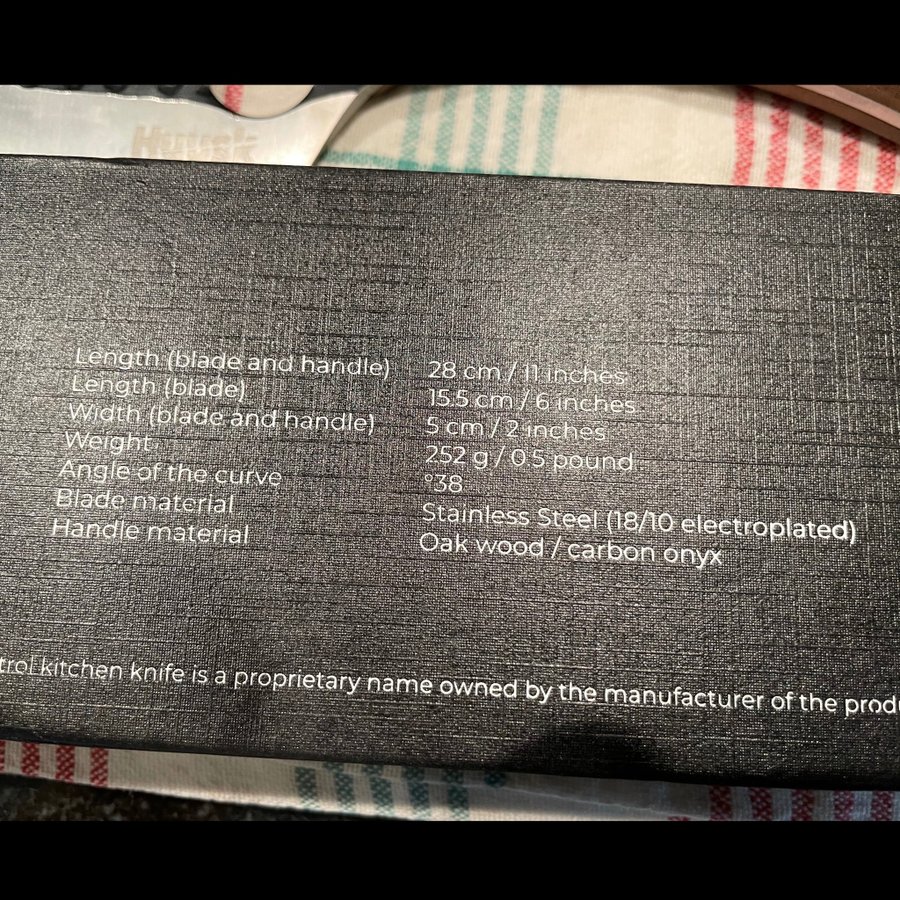 Length (blade and handle) 28 cm / 11 inches
Length (blade) 15.5 cm / 6 inches
Width (blade and handle) 5 cm / 2 inches
Weight 252 g / 0.5 pound
Angle of the curve °38
Blade material Stainless Steel (18/10 electroplated)
Handle material Oak wood / carbon onyx
trol kitchen knife is a proprietary name owned by the manufacturer of the produ